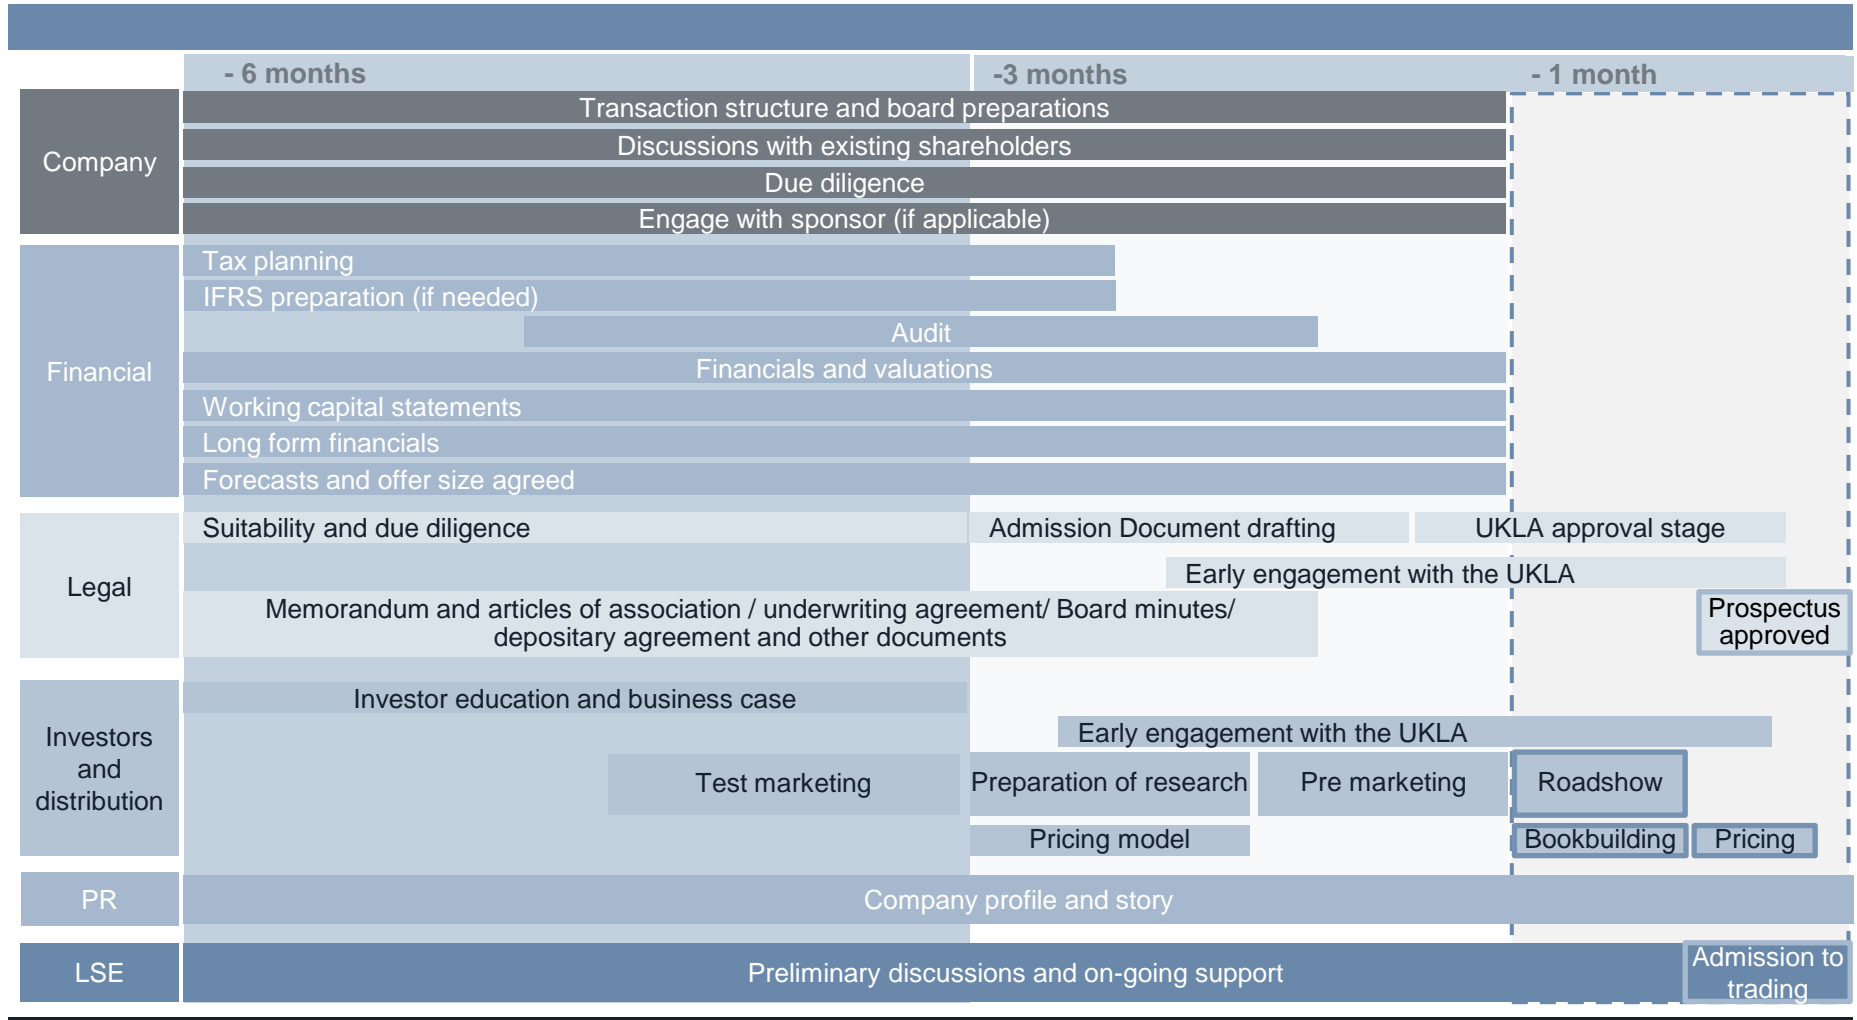 - 6 months
-3 months
- 1 month
Company
Transaction structure and board preparations
Discussions with existing shareholders
Due diligence
Engage with sponsor (if applicable)
Financial
Tax planning
IFRS preparation (if needed)
Audit
Financials and valuations
Working capital statements
Long form financials
Forecasts and offer size agreed
Legal
Suitability and due diligence
Admission Document drafting
UKLA approval stage
Early engagement with the UKLA
Memorandum and articles of association / underwriting agreement/ Board minutes/
depositary agreement and other documents
Prospectus
approved
Investors
and
distribution
Investor education and business case
Early engagement with the UKLA
Test marketing
Preparation of research
Pre marketing
Roadshow
Pricing model
Bookbuilding
Pricing
PR
Company profile and story
LSE
Preliminary discussions and on-going support
Admission to
trading